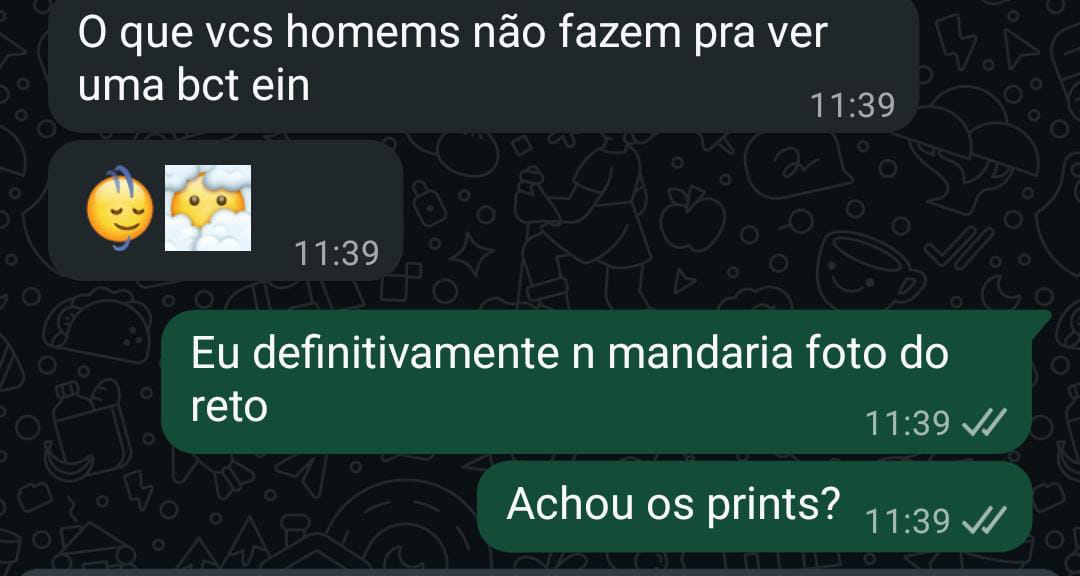 O que vcs homems não fazem pra ver
uma bct ein
11:39
11:39
Eu definitivamente n mandaria foto do
reto
11:39
Achou os prints?
11:39